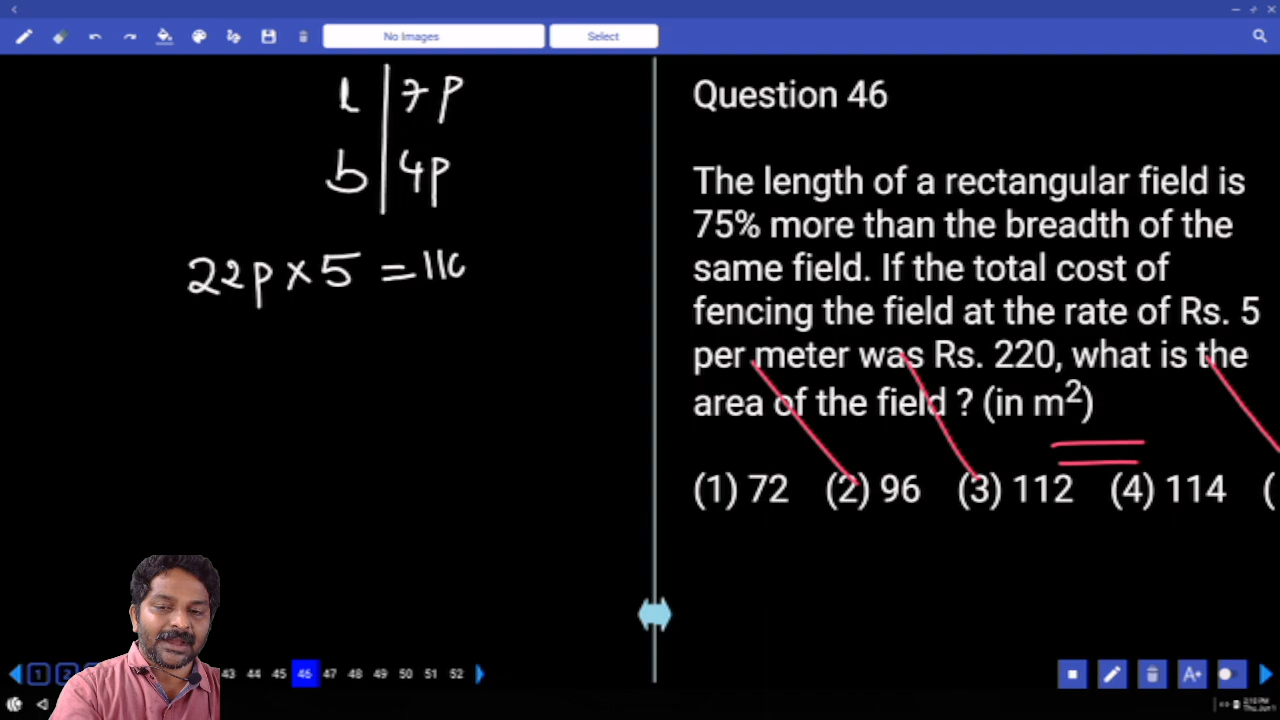 No Images
Select
l 7p
b 4p
22p×5 =110
Question 46
The length of a rectangular field is
75% more than the breadth of the
same field. If the total cost of
fencing the field at the rate of Rs. 5
per meter was Rs. 220, what is the
area of the field ? (in m²)
(1) 72 (2) 96 (3) 112 (4) 114 (
1 2 43 44 45 46 47 48 49 50 51 52
A+